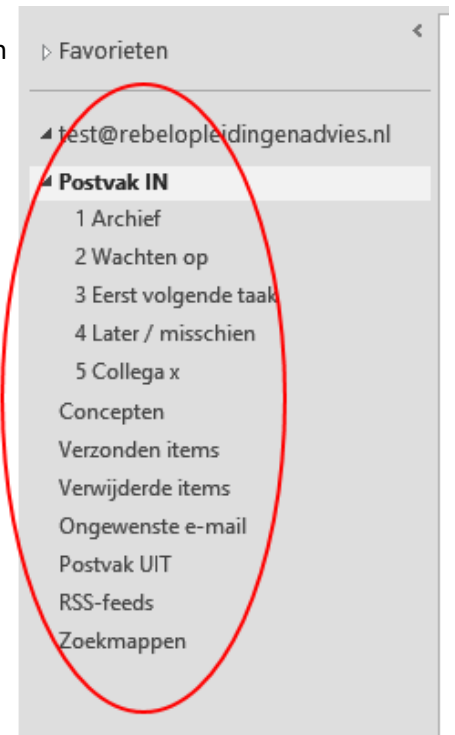 Favorieten
test@rebelopleidingenadvies.nl
Postvak IN
1 Archief
2 Wachten op
3 Eerst volgende taak
4 Later / misschien
5 Collega x
Concepten
Verzonden items
Verwijderde items
Ongewenste e-mail
Postvak UIT
RSS-feeds
Zoekmappen